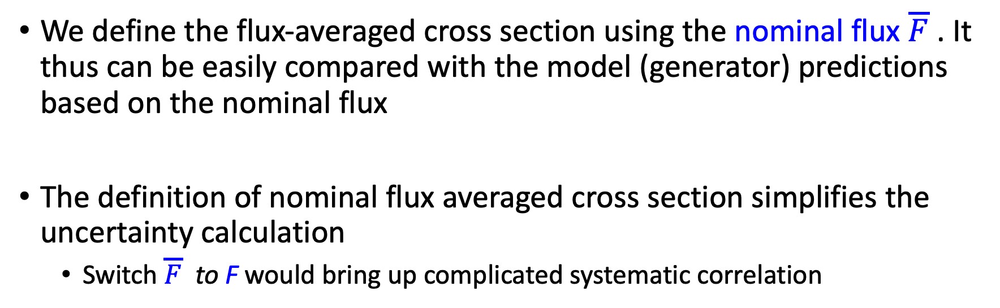 • We define the flux-averaged cross section using the nominal flux F̅ . It
thus can be easily compared with the model (generator) predictions
based on the nominal flux
• The definition of nominal flux averaged cross section simplifies the
uncertainty calculation
• Switch F̅ to F would bring up complicated systematic correlation